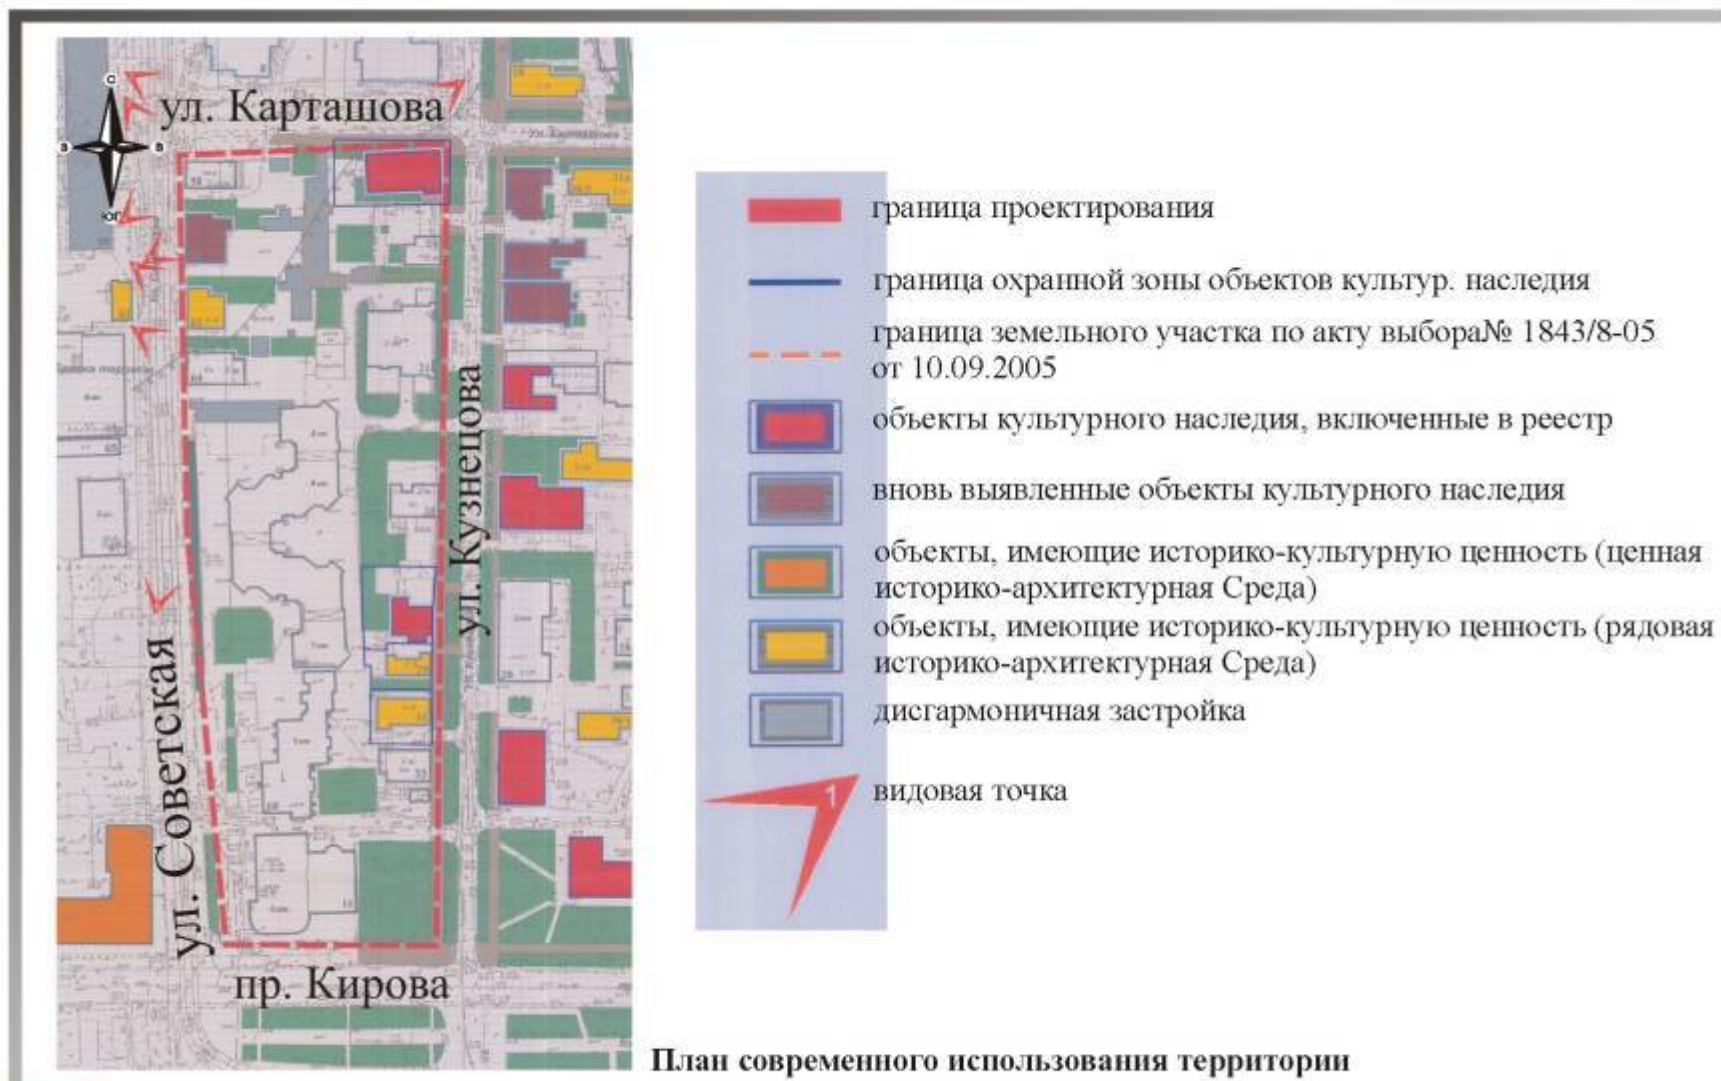 С
З
В
Ю
ул. Карташова
Ул. Карташова
ул. Кузнецова
ул. Советская
пр. Кирова
граница проектирования
граница охранной зоны объектов культур. наследия
граница земельного участка по акту выбора№ 1843/8-05
от 10.09.2005
объекты культурного наследия, включенные в реестр
вновь выявленные объекты культурного наследия
объекты, имеющие историко-культурную ценность (ценная
историко-архитектурная Среда)
объекты, имеющие историко-культурную ценность (рядовая
историко-архитектурная Среда)
дисгармоничная застройка
1
видовая точка
План современного использования территории